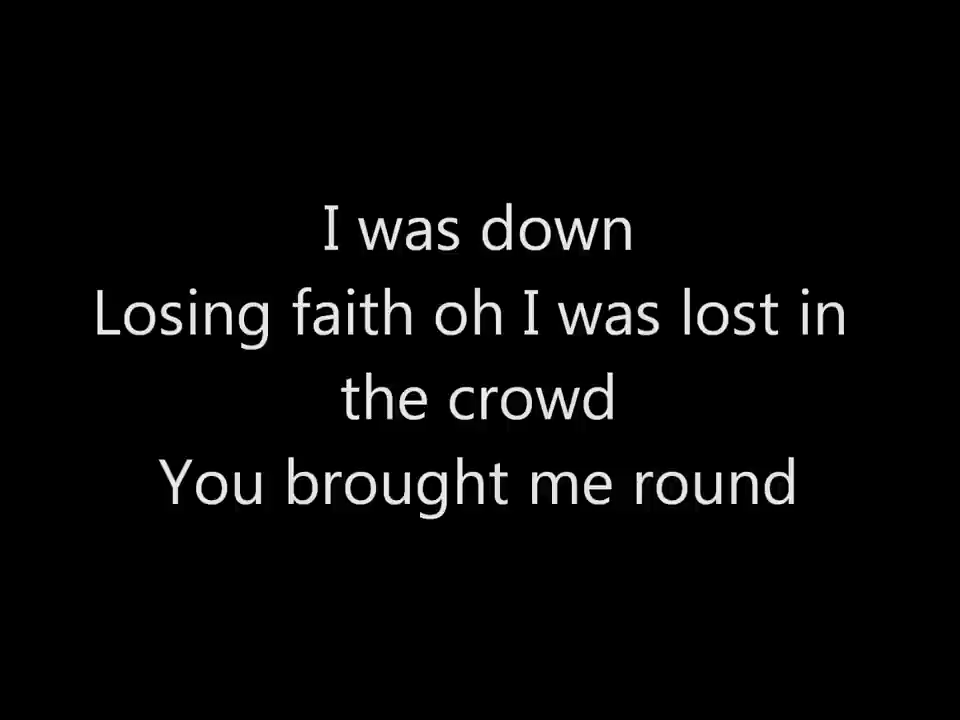 I was down
Losing faith oh I was lost in
the crowd
You brought me round